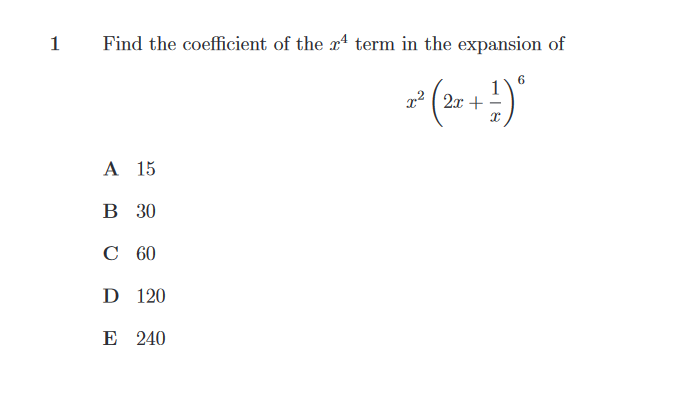 1 Find the coefficient of the x⁴ term in the expansion of
x² (2x + 1/x)⁶
A 15
B 30
C 60
D 120
E 240